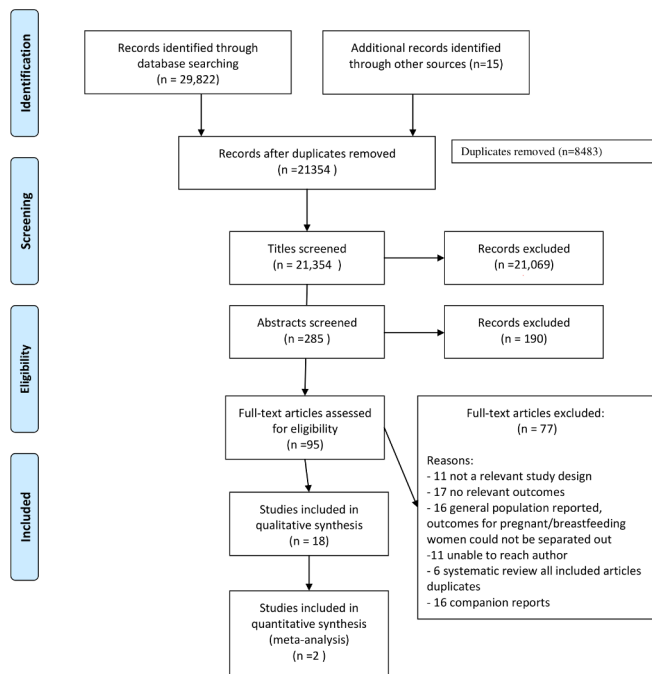 Identification
Records identified through
database searching
(n = 29,822)
Additional records identified
through other sources (n=15)
Records after duplicates removed
(n =21354 )
Duplicates removed (n=8483)
Screening
Titles screened
(n = 21,354 )
Records excluded
(n =21,069)
Abstracts screened
(n =285 )
Records excluded
(n = 190)
Eligibility
Full-text articles assessed
for eligibility
(n =95)
Full-text articles excluded:
(n = 77)
Reasons:
- 11 not a relevant study design
- 17 no relevant outcomes
- 16 general population reported,
outcomes for pregnant/breastfeeding
women could not be separated out
-11 unable to reach author
- 6 systematic review all included articles
duplicates
- 16 companion reports
Included
Studies included in
qualitative synthesis
(n = 18)
Studies included in
quantitative synthesis
(meta-analysis)
(n =2 )